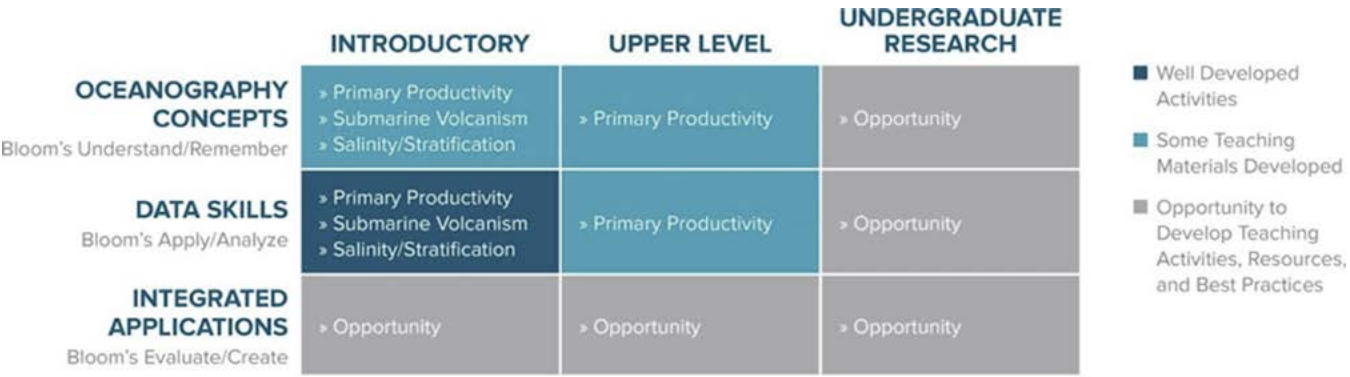 INTRODUCTORY
UPPER LEVEL
UNDERGRADUATE
RESEARCH
OCEANOGRAPHY
CONCEPTS
Bloom's Understand/Remember
» Primary Productivity
» Submarine Volcanism
» Salinity/Stratification
» Primary Productivity
» Opportunity
DATA SKILLS
Bloom's Apply/Analyze
» Primary Productivity
» Submarine Volcanism
» Salinity/Stratification
» Primary Productivity
» Opportunity
INTEGRATED
APPLICATIONS
Bloom's Evaluate/Create
» Opportunity
» Opportunity
» Opportunity
Well Developed
Activities
Some Teaching
Materials Developed
Opportunity to
Develop Teaching
Activities, Resources,
and Best Practices